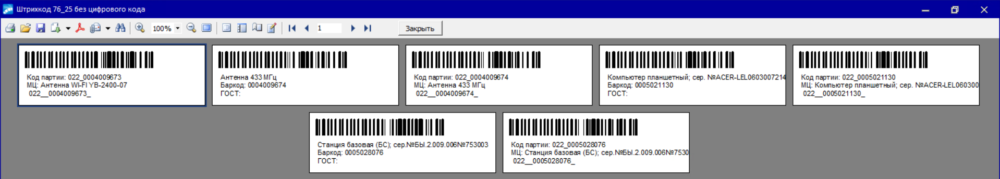 Штрихкод 76_25 без цифрового кода
100%
1
Закрыть
Код партии: 022_0004009673
МЦ: Антенна WI-FI YB-2400-07
022__0004009673_
Антенна 433 МГц
Баркод: 0004009674
ГОСТ:
Код партии: 022_0004009674
МЦ: Антенна 433 МГц
022__0004009674_
Компьютер планшетный; сер. №ACER-LEL0603007214
Баркод: 0005021130
ГОСТ:
Код партии: 022_0005021130
МЦ: Компьютер планшетный; сер. №ACER-LEL060300
022__0005021130_
Станция базовая (БС); сер.№БЫ.2.009.006№753003
Баркод: 0005028076
ГОСТ:
Код партии: 022_0005028076
МЦ: Станция базовая (БС); сер.№БЫ.2.009.006№7530
022__0005028076_